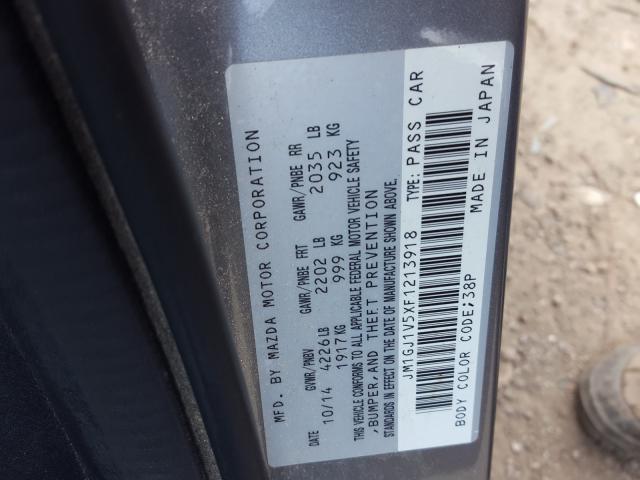 MFD. BY MAZDA MOTOR CORPORATION
DATE GVWR/PNBV GAWR/PNBE FRT GAWR/PNBE RR
10/14 4226LB 2202 LB 2035 LB
1917KG 999 KG 923 KG
THIS VEHICLE CONFORMS TO ALL APPLICABLE FEDERAL MOTOR VEHICLE SAFETY
,BUMPER,AND THEFT PREVENTION
STANDARDS IN EFFECT ON THE DATE OF MANUFACTURE SHOWN ABOVE.
JM1GJ1V5XF1213918 TYPE: PASS CAR
BODY COLOR CODE;38P MADE IN JAPAN